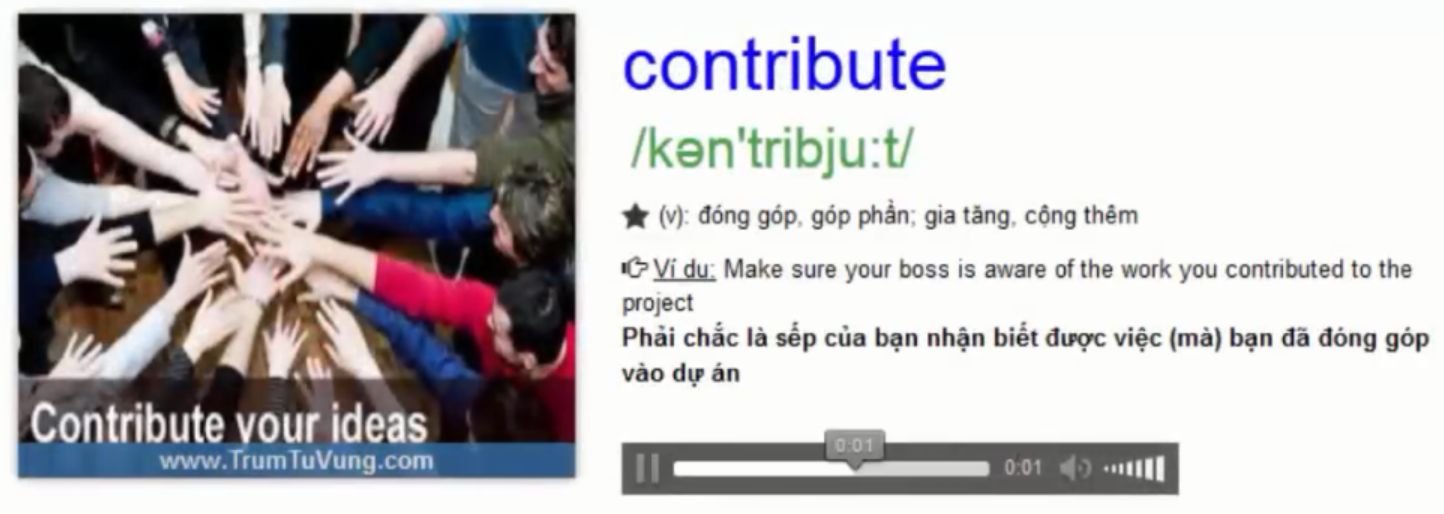 contribute
/kən'tribju:t/
★ (v): đóng góp, góp phần; gia tăng, cộng thêm
Ví dụ: Make sure your boss is aware of the work you contributed to the
project
Phải chắc là sếp của bạn nhận biết được việc (mà) bạn đã đóng góp
vào dự án
Contribute your ideas
www.TrumTuVung.com
0:01
0:01